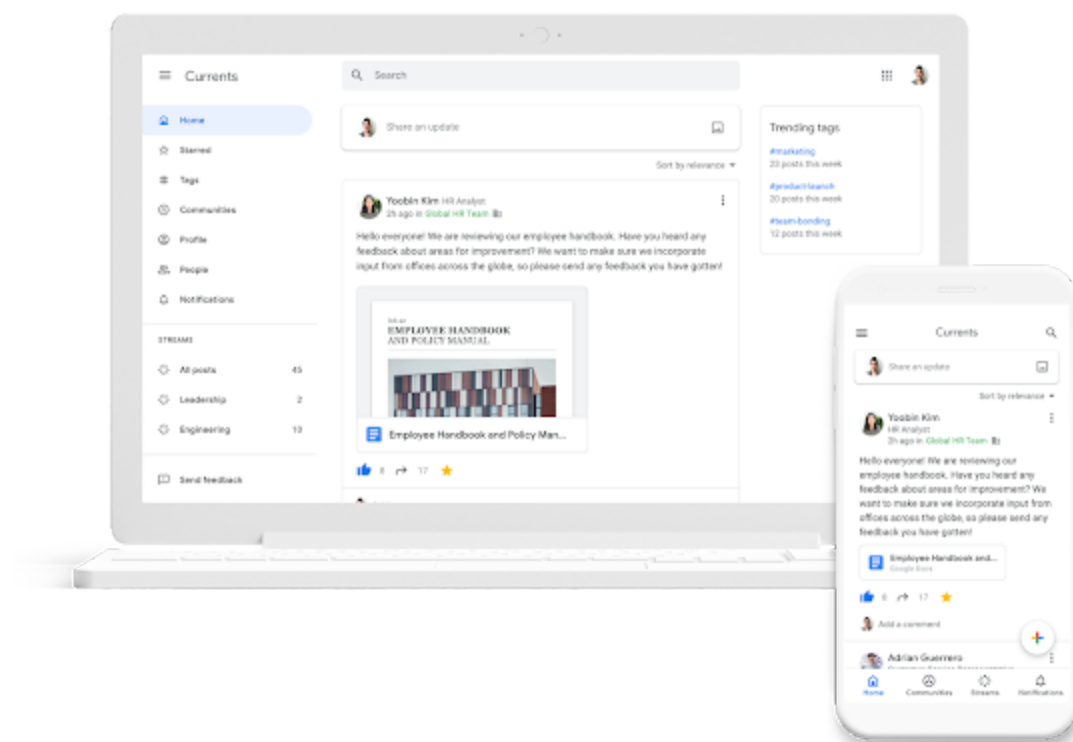 Currents
Search
Home
Starred
Tags
Communities
Profile
People
Notifications
STREAMS
All posts 45
Leadership 2
Engineering 13
Send feedback
Share an update
Sort by relevance
Yoobin Kim HR Analyst
2h ago in Global HR Team
Hello everyone! We are reviewing our employee handbook. Have you heard any
feedback about areas for improvement? We want to make sure we incorporate
input from offices across the globe, so please send any feedback you have gotten!
EMPLOYEE HANDBOOK
AND POLICY MANUAL
Employee Handbook and Policy Man...
8 17
Trending tags
#marketing
23 posts this week
#product-launch
20 posts this week
#team-bonding
12 posts this week
Currents
Share an update
Sort by relevance
Yoobin Kim
HR Analyst
2h ago in Global HR Team
Hello everyone! We are reviewing our
employee handbook. Have you heard any
feedback about areas for improvement? We
want to make sure we incorporate input from
offices across the globe, so please send any
feedback you have gotten!
Employee Handbook and...
Google Docs
8 17
Add a comment
Adrian Guerrero
Customer Service Representative
Home Communities Streams Notifications